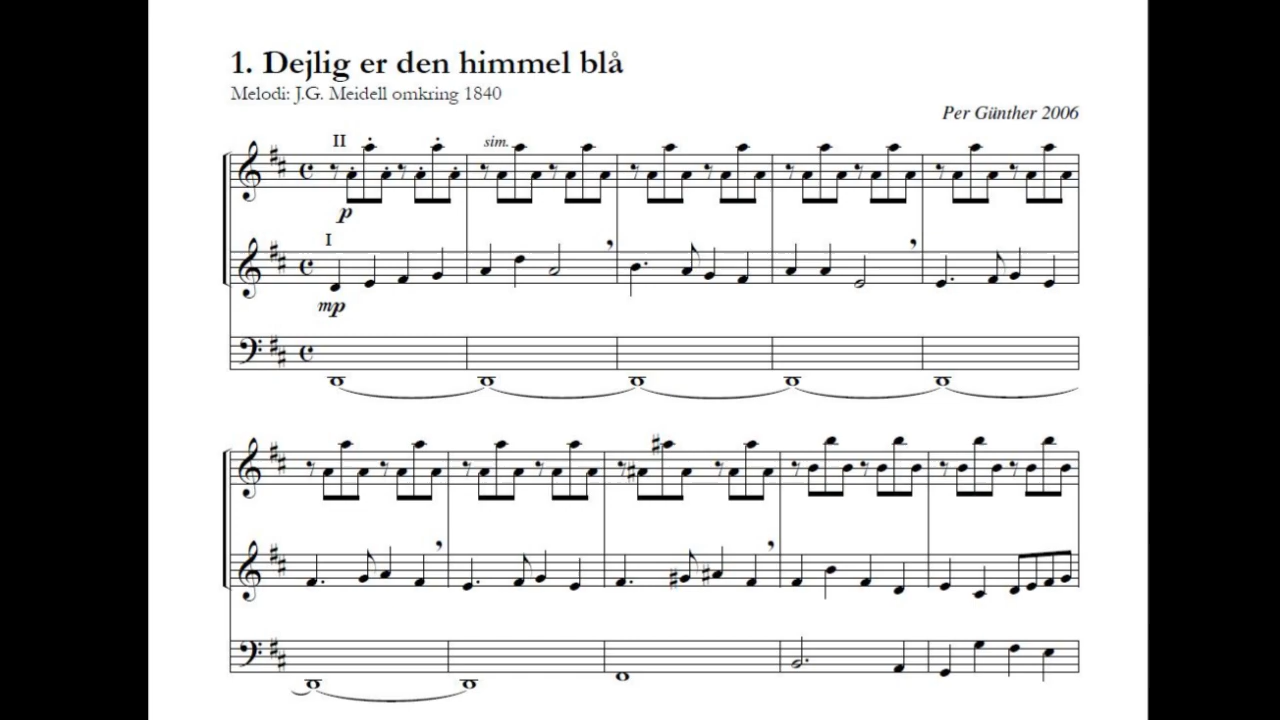 1. Dejlig er den himmel blå
Melodi: J.G. Meidell omkring 1840
Per Günther 2006
II
sim.
p
I
mp